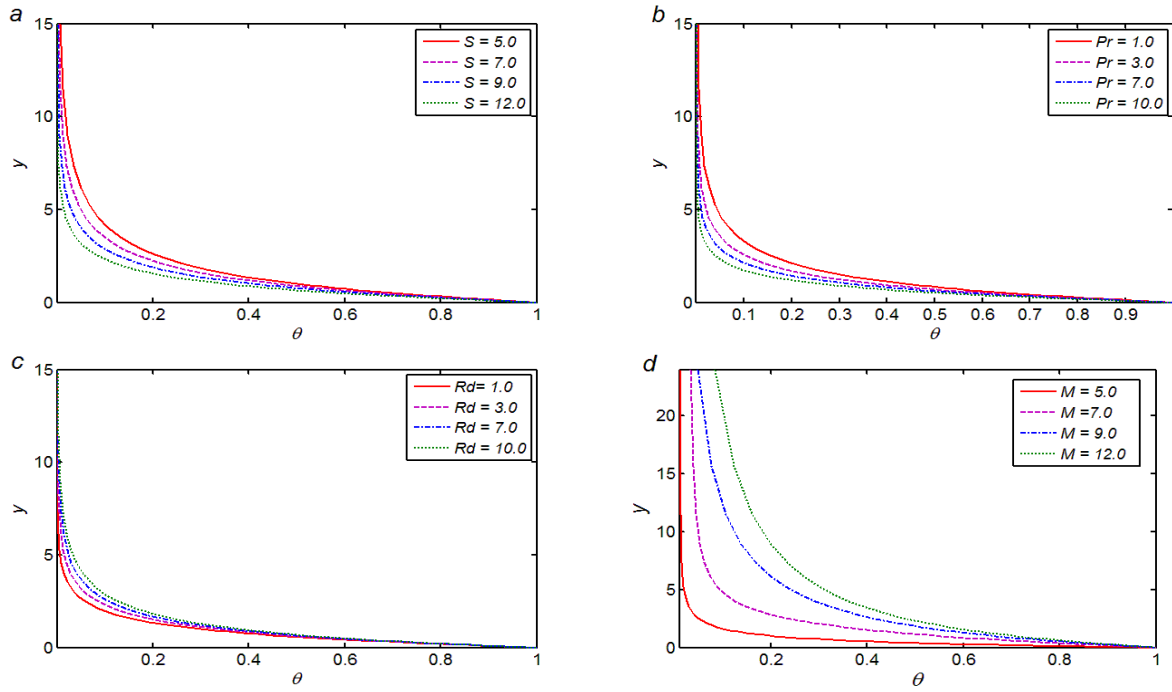 a
15
10
5
0
y
0.2
0.4
0.6
0.8
1
θ
S = 5.0
S = 7.0
S = 9.0
S = 12.0
b
15
10
5
0
y
0.1
0.2
0.3
0.4
0.5
0.6
0.7
0.8
0.9
θ
Pr = 1.0
Pr = 3.0
Pr = 7.0
Pr = 10.0
c
15
10
5
0
y
0.2
0.4
0.6
0.8
1
θ
Rd= 1.0
Rd = 3.0
Rd = 7.0
Rd = 10.0
d
20
15
10
5
0
y
0.2
0.4
0.6
0.8
1
θ
M = 5.0
M =7.0
M = 9.0
M = 12.0